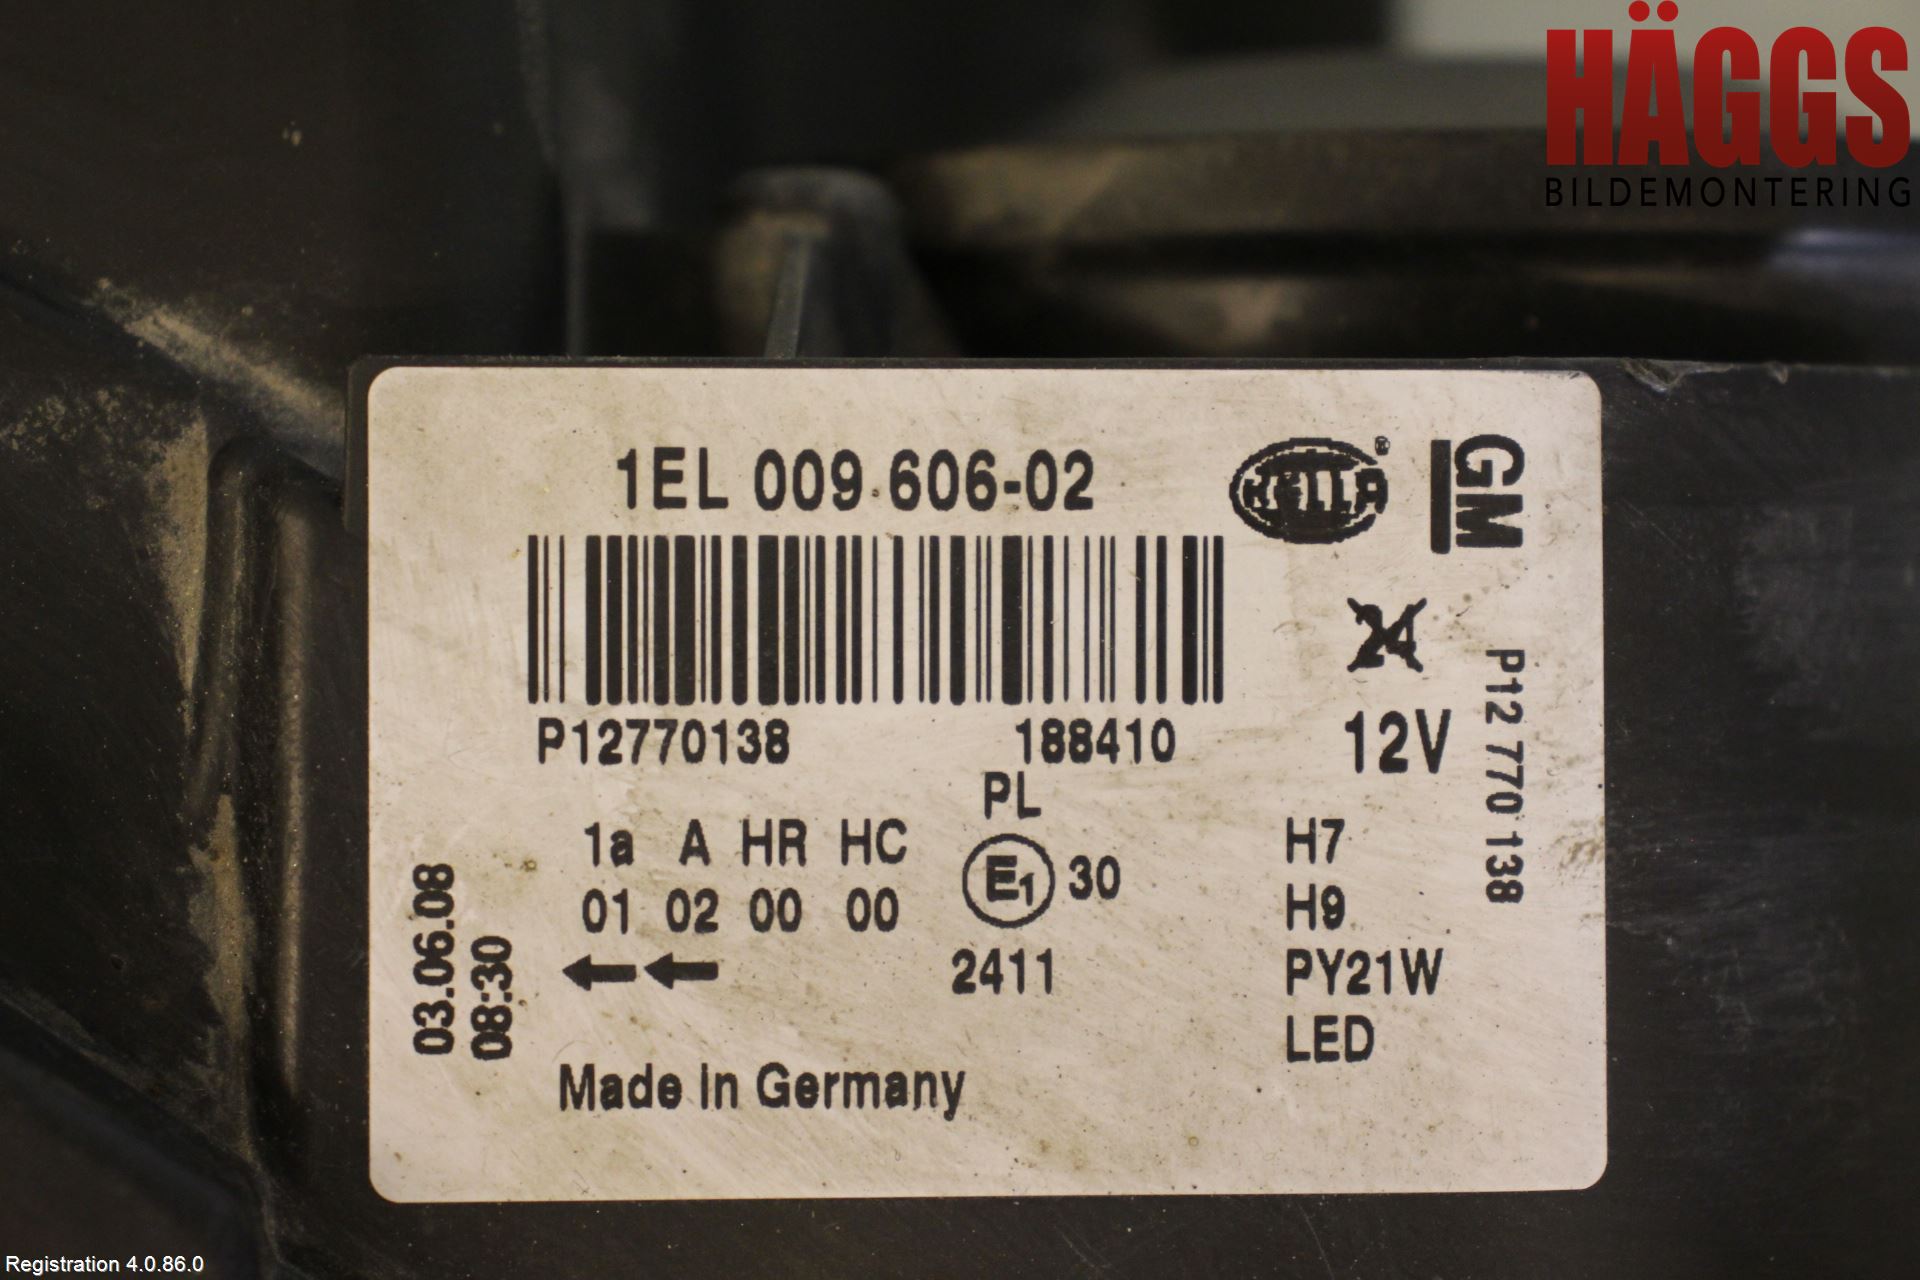 HÄGGS
BILDEMONTERING
1EL 009 606-02
HELLA ®
GM
P12770138 188410
24
12V
P12 770 138
PL
1a A HR HC
01 02 00 00
E1 30
2411
H7
H9
PY21W
LED
03.06.08
08:30
Made in Germany
Registration 4.0.86.0